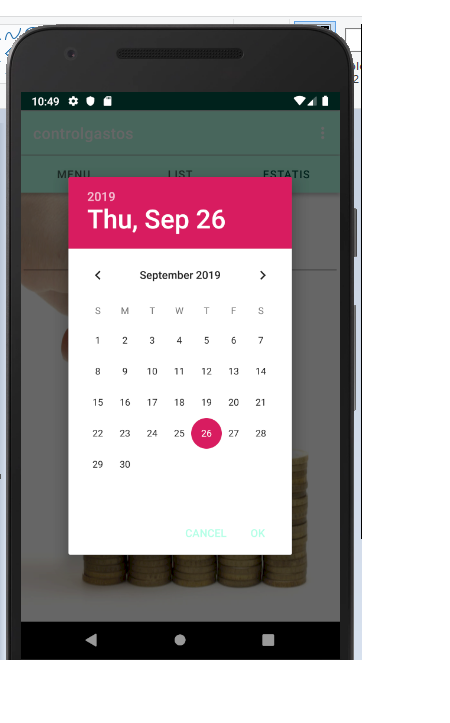 10:49
controlgastos
MENU LIST ESTATIS
2019
Thu, Sep 26
September 2019
S M T W T F S
1 2 3 4 5 6 7
8 9 10 11 12 13 14
15 16 17 18 19 20 21
22 23 24 25 26 27 28
29 30
CANCEL OK